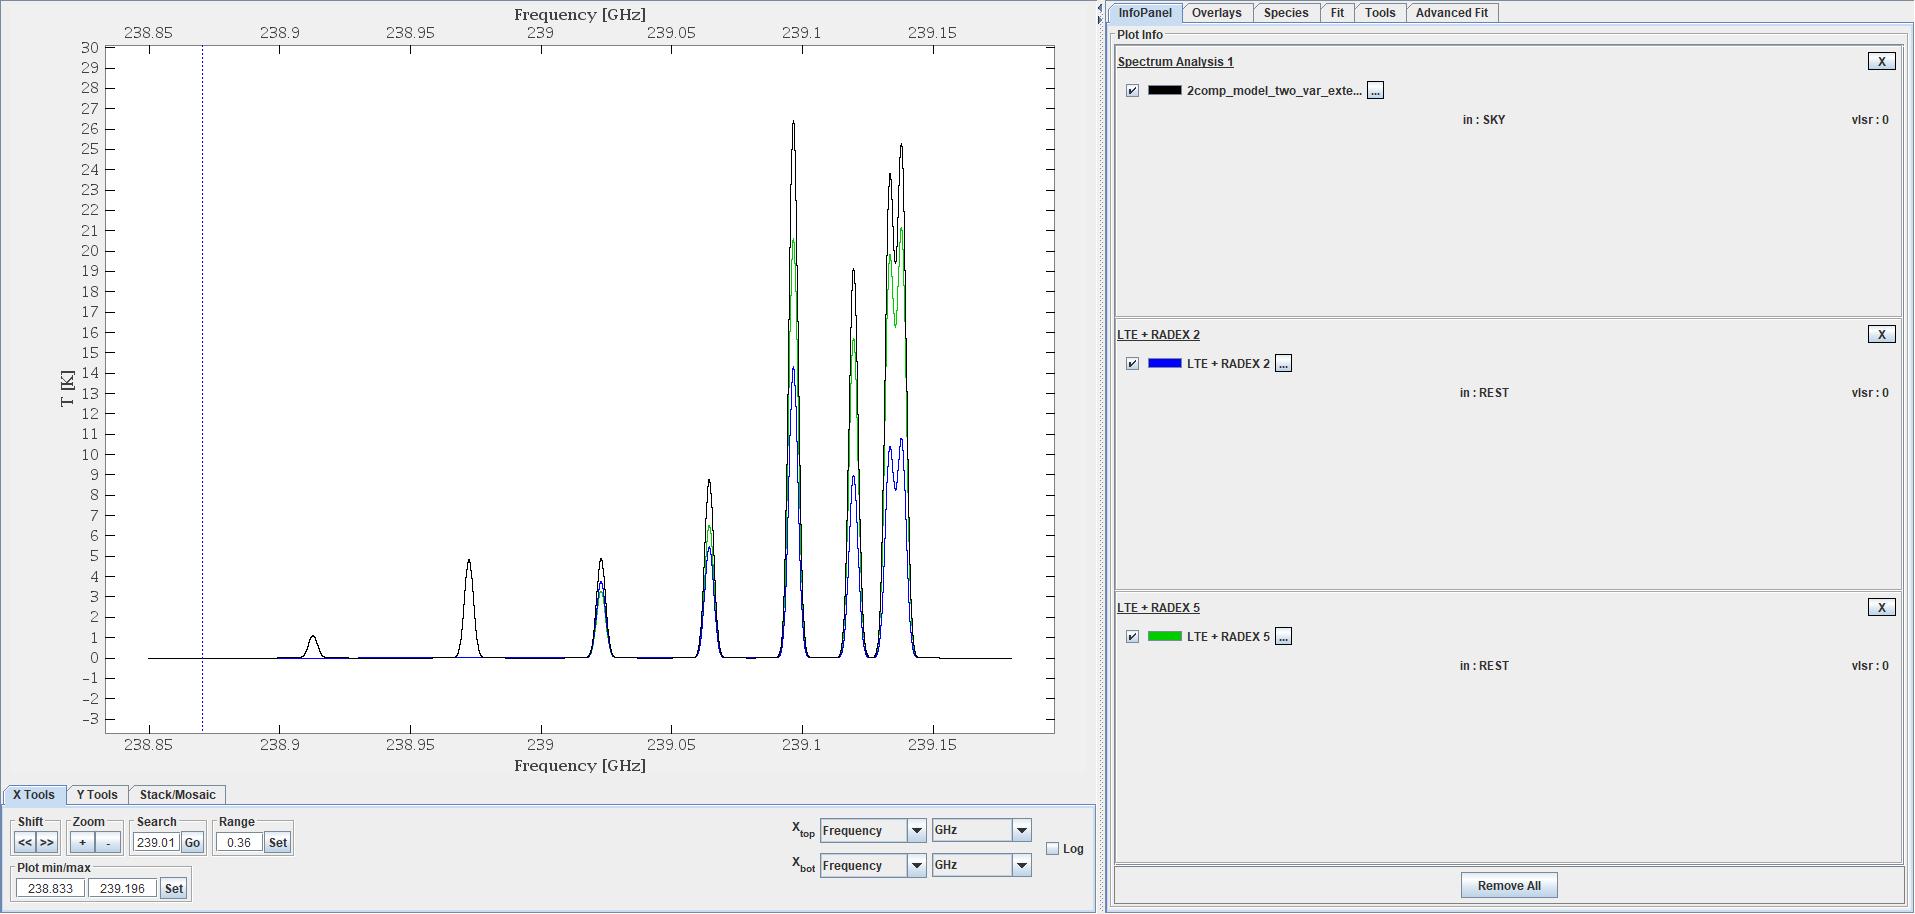 Frequency [GHz]
238.85 238.9 238.95 239 239.05 239.1 239.15
30
29
28
27
26
25
24
23
22
21
20
19
18
17
16
15
14
13
12
11
10
9
8
7
6
5
4
3
2
1
0
-1
-2
-3
T [K]
238.85 238.9 238.95 239 239.05 239.1 239.15
Frequency [GHz]
X Tools Y Tools Stack/Mosaic
Shift Zoom Search Range
<< >> + - 239.01 Go 0.36 Set
Plot min/max
238.833 239.196 Set
Xtop Frequency GHz
Xbot Frequency GHz
Log
InfoPanel Overlays Species Fit Tools Advanced Fit
Plot Info
Spectrum Analysis 1 X
2comp_model_two_var_exte... ...
in : SKY vlsr : 0
LTE + RADEX 2 X
LTE + RADEX 2 ...
in : REST vlsr : 0
LTE + RADEX 5 X
LTE + RADEX 5 ...
in : REST vlsr : 0
Remove All